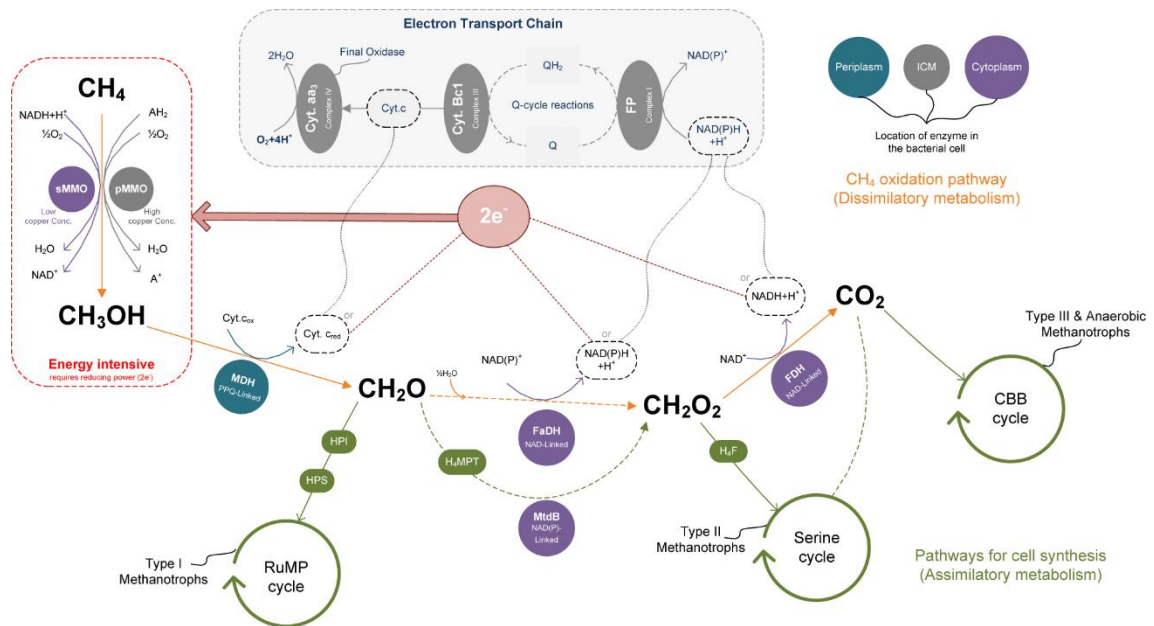 Electron Transport Chain
2H₂O
Final Oxidase
Cyt. aa₃
Complex IV
O₂+4H⁺
Cyt.c
Cyt. Bc1
Complex III
QH₂
Q-cycle reactions
Q
FP
Complex I
NAD(P)⁺
NAD(P)H
+H⁺
Periplasm
ICM
Cytoplasm
Location of enzyme in
the bacterial cell
CH₄ oxidation pathway
(Dissimilatory metabolism)
CH₄
NADH+H⁺
½O₂
AH₂
½O₂
sMMO
pMMO
Low
copper Conc.
High
copper Conc.
H₂O
NAD⁺
H₂O
A⁺
CH₃OH
Energy intensive
requires reducing power (2e⁻)
2e⁻
Cyt.cₒₓ
or
Cyt. c_red
MDH
PPQ-Linked
CH₂O
½H₂O
NAD(P)⁺
or
NAD(P)H
+H⁺
FaDH
NAD-Linked
CH₂O₂
or
NADH+H⁺
NAD⁺
FDH
NAD-Linked
CO₂
Type III & Anaerobic
Methanotrophs
CBB
cycle
HPI
HPS
H₄MPT
MtdB
NAD(P)-
Linked
H₄F
Type I
Methanotrophs
RuMP
cycle
Type II
Methanotrophs
Serine
cycle
Pathways for cell synthesis
(Assimilatory metabolism)